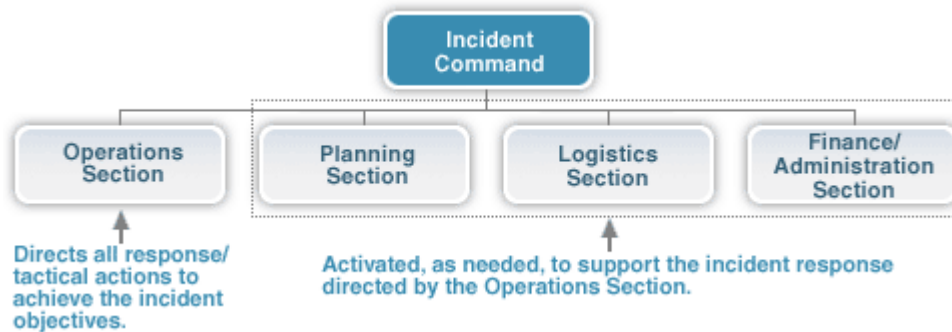 Incident
Command
Operations
Section
Planning
Section
Logistics
Section
Finance/
Administration
Section
Directs all response/
tactical actions to
achieve the incident
objectives.
Activated, as needed, to support the incident response
directed by the Operations Section.